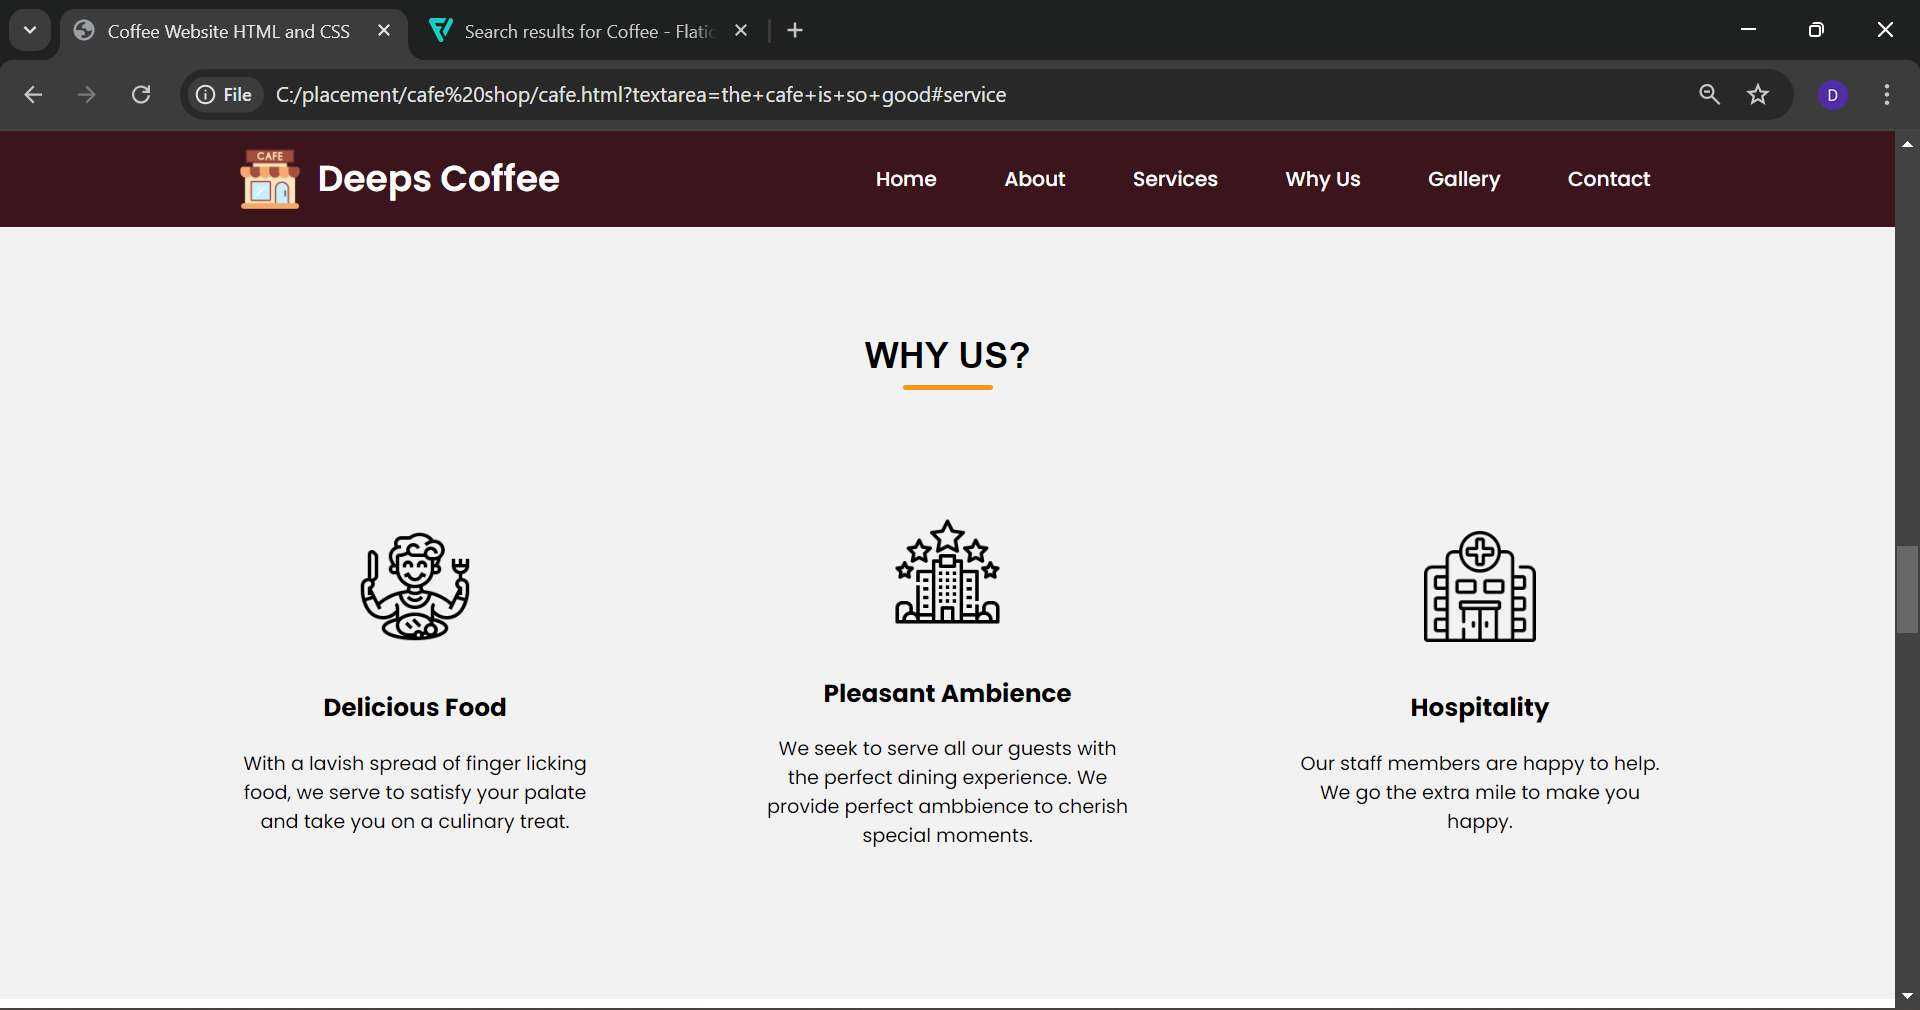 Coffee Website HTML and CSS
Search results for Coffee - Flatic
File
C:/placement/cafe%20shop/cafe.html?textarea=the+cafe+is+so+good#service
D
CAFE
Deeps Coffee
Home
About
Services
Why Us
Gallery
Contact
WHY US?
Delicious Food
With a lavish spread of finger licking
food, we serve to satisfy your palate
and take you on a culinary treat.
Pleasant Ambience
We seek to serve all our guests with
the perfect dining experience. We
provide perfect ambbience to cherish
special moments.
Hospitality
Our staff members are happy to help.
We go the extra mile to make you
happy.